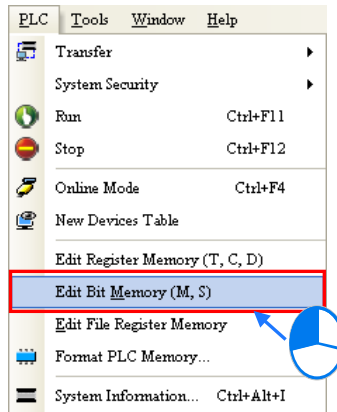 PLC Tools Window Help
Transfer
System Security
Run Ctrl+F11
Stop Ctrl+F12
Online Mode Ctrl+F4
New Devices Table
Edit Register Memory (T, C, D)
Edit Bit Memory (M, S)
Edit File Register Memory
Format PLC Memory...
System Information... Ctrl+Alt+I